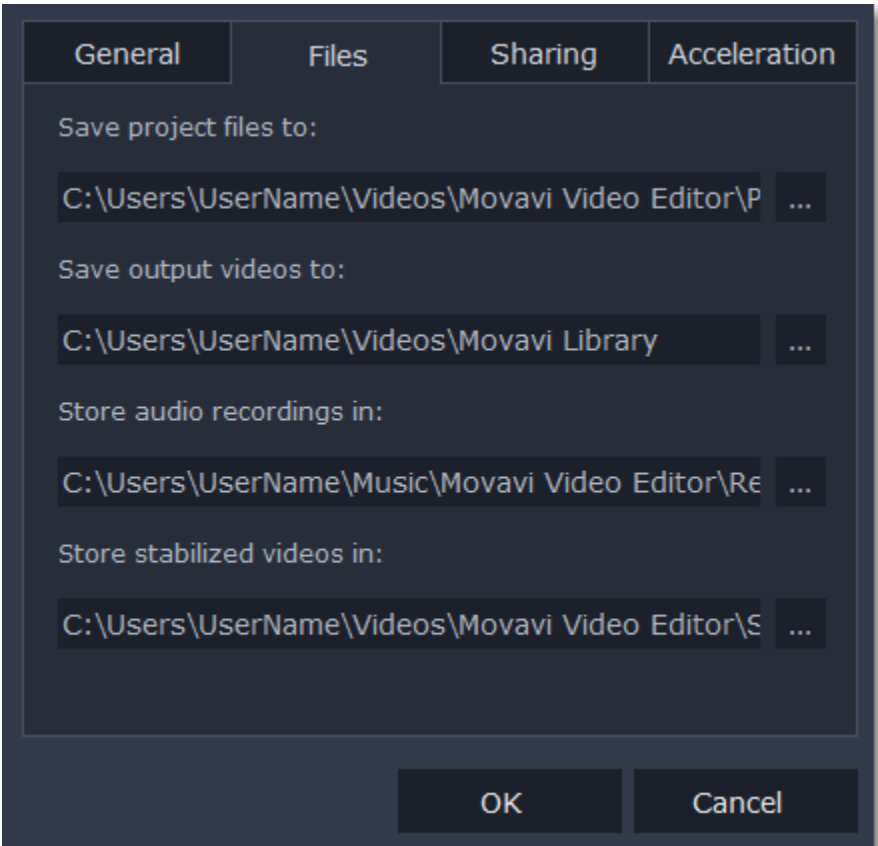 General Files Sharing Acceleration
Save project files to:
C:\Users\UserName\Videos\Movavi Video Editor\P ...
Save output videos to:
C:\Users\UserName\Videos\Movavi Library ...
Store audio recordings in:
C:\Users\UserName\Music\Movavi Video Editor\Re ...
Store stabilized videos in:
C:\Users\UserName\Videos\Movavi Video Editor\S ...
OK Cancel